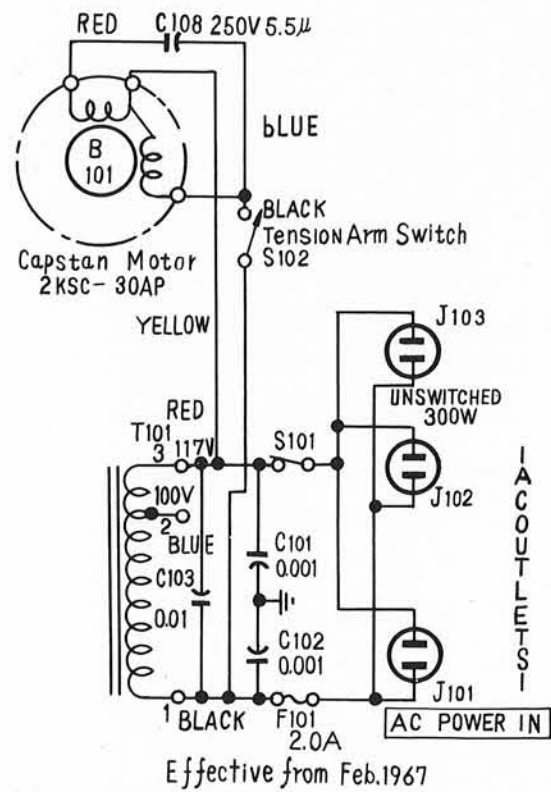 RED C108 250V 5.5μ
bLUE
B
101
BLACK
Tension Arm Switch
S102
Capstan Motor
2KSC-30AP
YELLOW
J103
UNSWITCHED
300W
RED
T101
3 117V
S101
100V
2
BLUE
J102
C103
0.01
C101
0.001
C102
0.001
IACOUTLETSI
J101
1 BLACK
F101
2.0A
AC POWER IN
Effective from Feb.1967